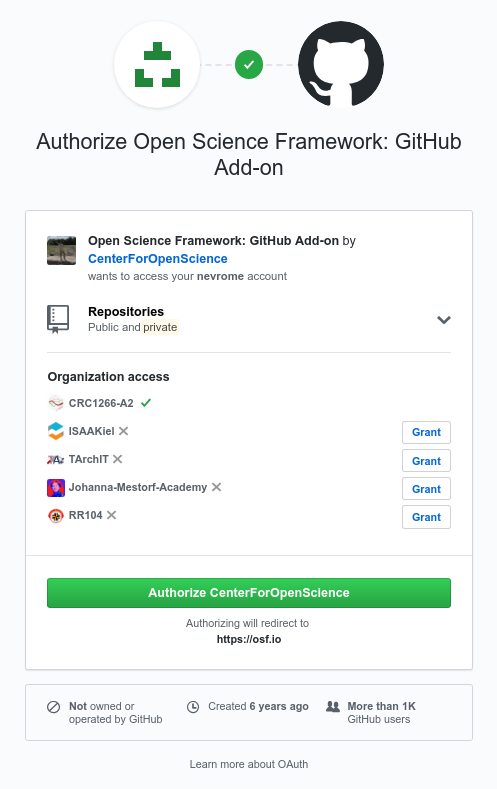 Authorize Open Science Framework: GitHub
Add-on
Open Science Framework: GitHub Add-on by
CenterForOpenScience
wants to access your nevrome account
Repositories
Public and private
Organization access
CRC1266-A2
ISAAKiel
Grant
TArchIT
Grant
Johanna-Mestorf-Academy
Grant
RR104
Grant
Authorize CenterForOpenScience
Authorizing will redirect to
https://osf.io
Not owned or
operated by GitHub
Created 6 years ago
More than 1K
GitHub users
Learn more about OAuth